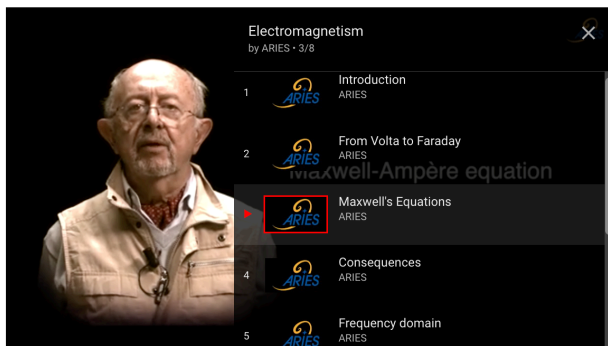 Electromagnetism
by ARIES • 3/8
1
ARIES
Introduction
ARIES
2
ARIES
From Volta to Faraday
ARIES
Maxwell-Ampère equation
ARIES
Maxwell's Equations
ARIES
4
ARIES
Consequences
ARIES
5
ARIES
Frequency domain
ARIES